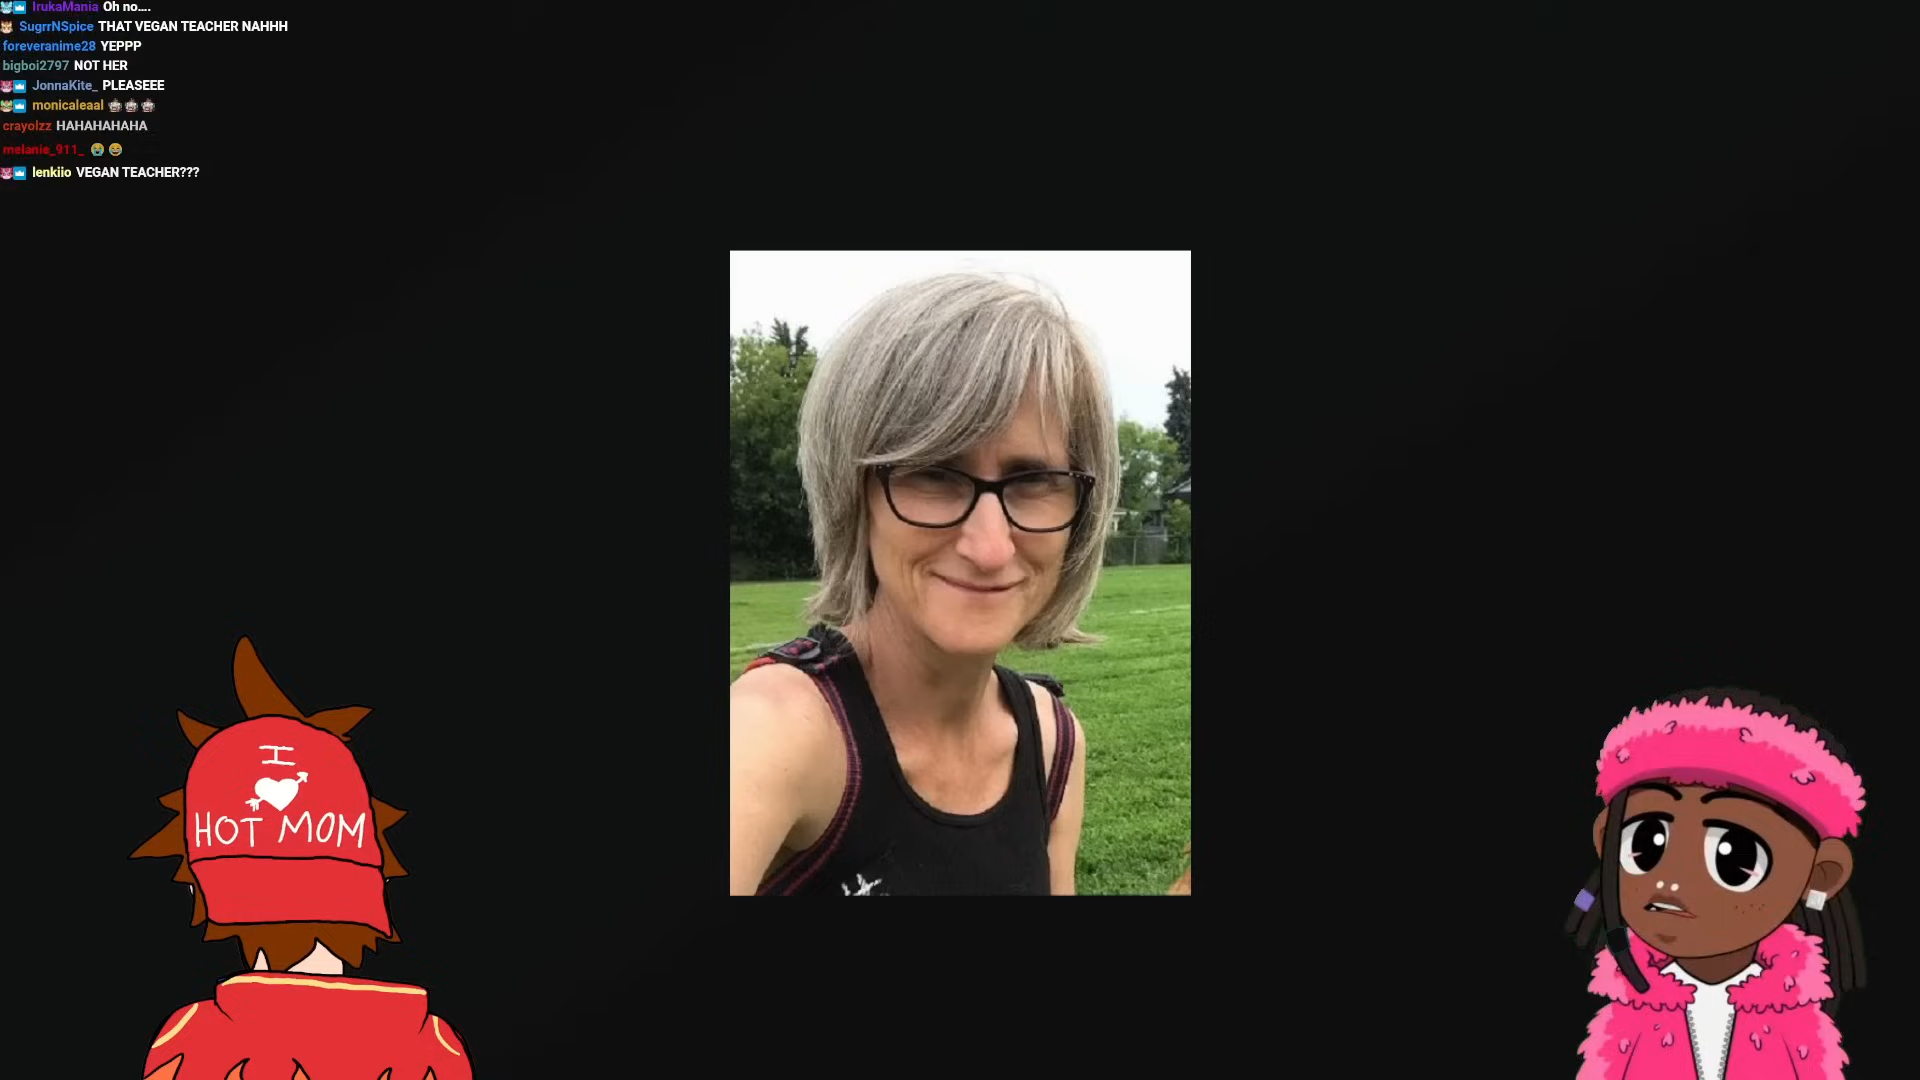 IrukaMania Oh no....
SugrrNSpice THAT VEGAN TEACHER NAHHH
foreveranime28 YEPPP
bigboi2797 NOT HER
JonnaKite_ PLEASEEE
monicaleaal
crayolzz HAHAHAHAHA
melanie_911_
lenkiio VEGAN TEACHER???
I
HOT MOM